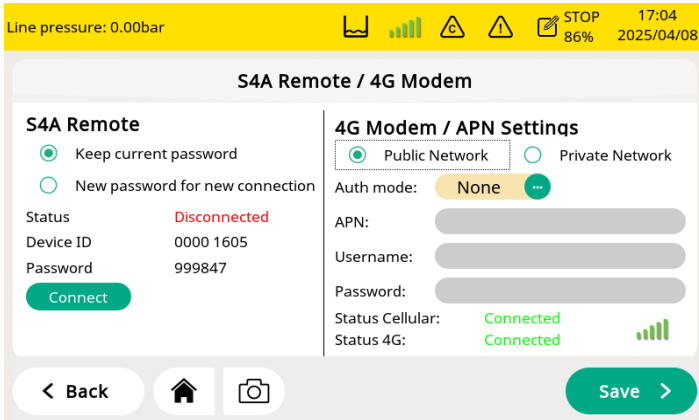 Line pressure: 0.00bar
C
STOP
86%
17:04
2025/04/08
S4A Remote / 4G Modem
S4A Remote
Keep current password
New password for new connection
Status Disconnected
Device ID 0000 1605
Password 999847
Connect
4G Modem / APN Settings
Public Network Private Network
Auth mode: None ...
APN:
Username:
Password:
Status Cellular: Connected
Status 4G: Connected
Back
Save